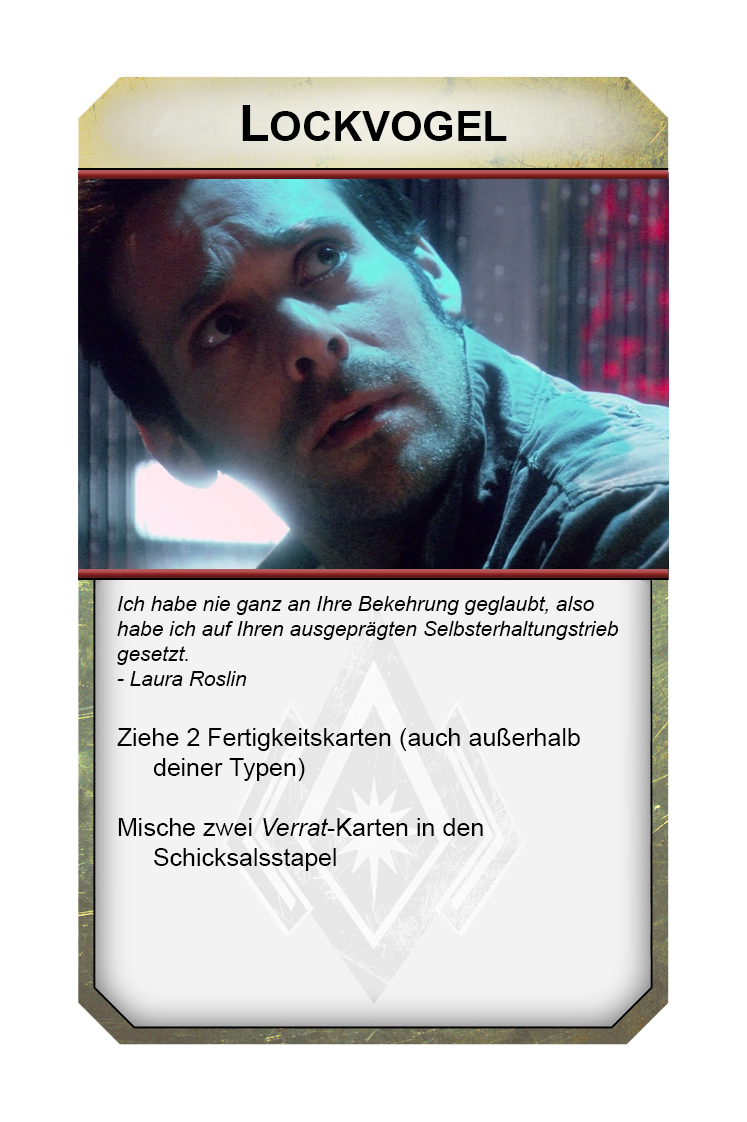 LOCKVOGEL
Ich habe nie ganz an Ihre Bekehrung geglaubt, also
habe ich auf Ihren ausgeprägten Selbsterhaltungstrieb
gesetzt.
- Laura Roslin
Ziehe 2 Fertigkeitskarten (auch außerhalb
deiner Typen)
Mische zwei Verrat-Karten in den
Schicksalsstapel